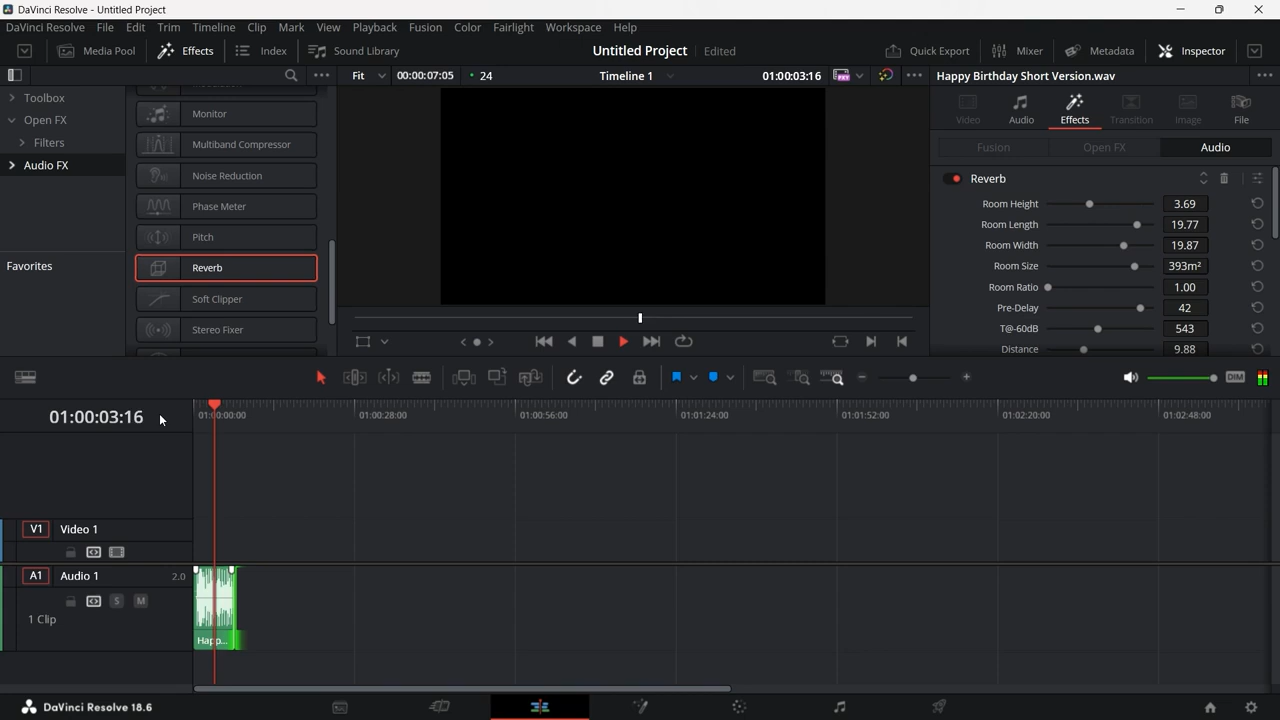 DaVinci Resolve - Untitled Project
DaVinci Resolve File Edit Trim Timeline Clip Mark View Playback Fusion Color Fairlight Workspace Help
Media Pool Effects Index Sound Library Untitled Project Edited Quick Export Mixer Metadata Inspector
Fit 00:00:07:05 24 Timeline 1 01:00:03:16 Happy Birthday Short Version.wav
Toolbox
Open FX
Filters
Audio FX
Favorites
Monitor
Multiband Compressor
Noise Reduction
Phase Meter
Pitch
Reverb
Soft Clipper
Stereo Fixer
Video Audio Effects Transition Image File
Fusion Open FX Audio
Reverb
Room Height 3.69
Room Length 19.77
Room Width 19.87
Room Size 393m²
Room Ratio 1.00
Pre-Delay 42
T@-60dB 543
Distance 9.88
DIM
01:00:03:16
01:00:00:00 01:00:28:00 01:00:56:00 01:01:24:00 01:01:52:00 01:02:20:00 01:02:48:00
V1 Video 1
A1 Audio 1 2.0
S M
1 Clip
Happ...
DaVinci Resolve 18.6